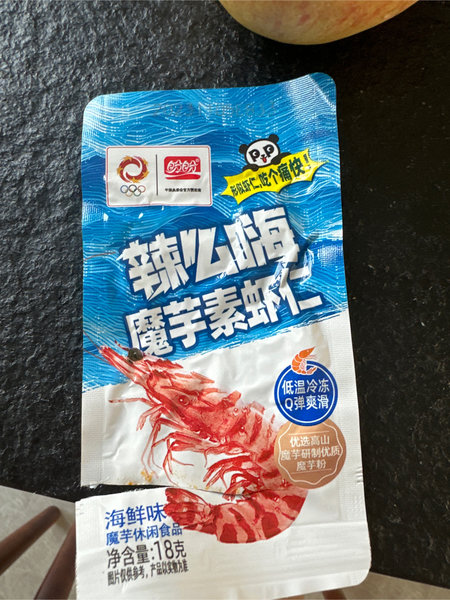 盼盼
形似虾仁,吃个痛快
辣么嗨
魔芋素虾仁
低温冷冻
Q弹爽滑
优选高山
魔芋研制优质
魔芋粉
海鲜味
魔芋休闲食品
净含量:18克
图片仅供参考,产品以实物为准